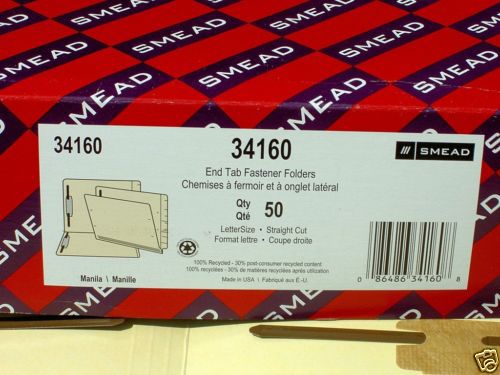 SMEAD
SMEAD
SMEAD
SMEAD
SMEAD
34160
34160
SMEAD
End Tab Fastener Folders
Chemises à fermoir et à onglet latéral
Qty
Qté 50
LetterSize • Straight Cut
Format lettre • Coupe droite
100% Recycled - 30% post-consumer recycled content
100% recyclées - 30% de matières recyclées après utilization
Made in USA \ Fabriqué aux É.-U.
Manila \ Manille
0 86486 34160 8